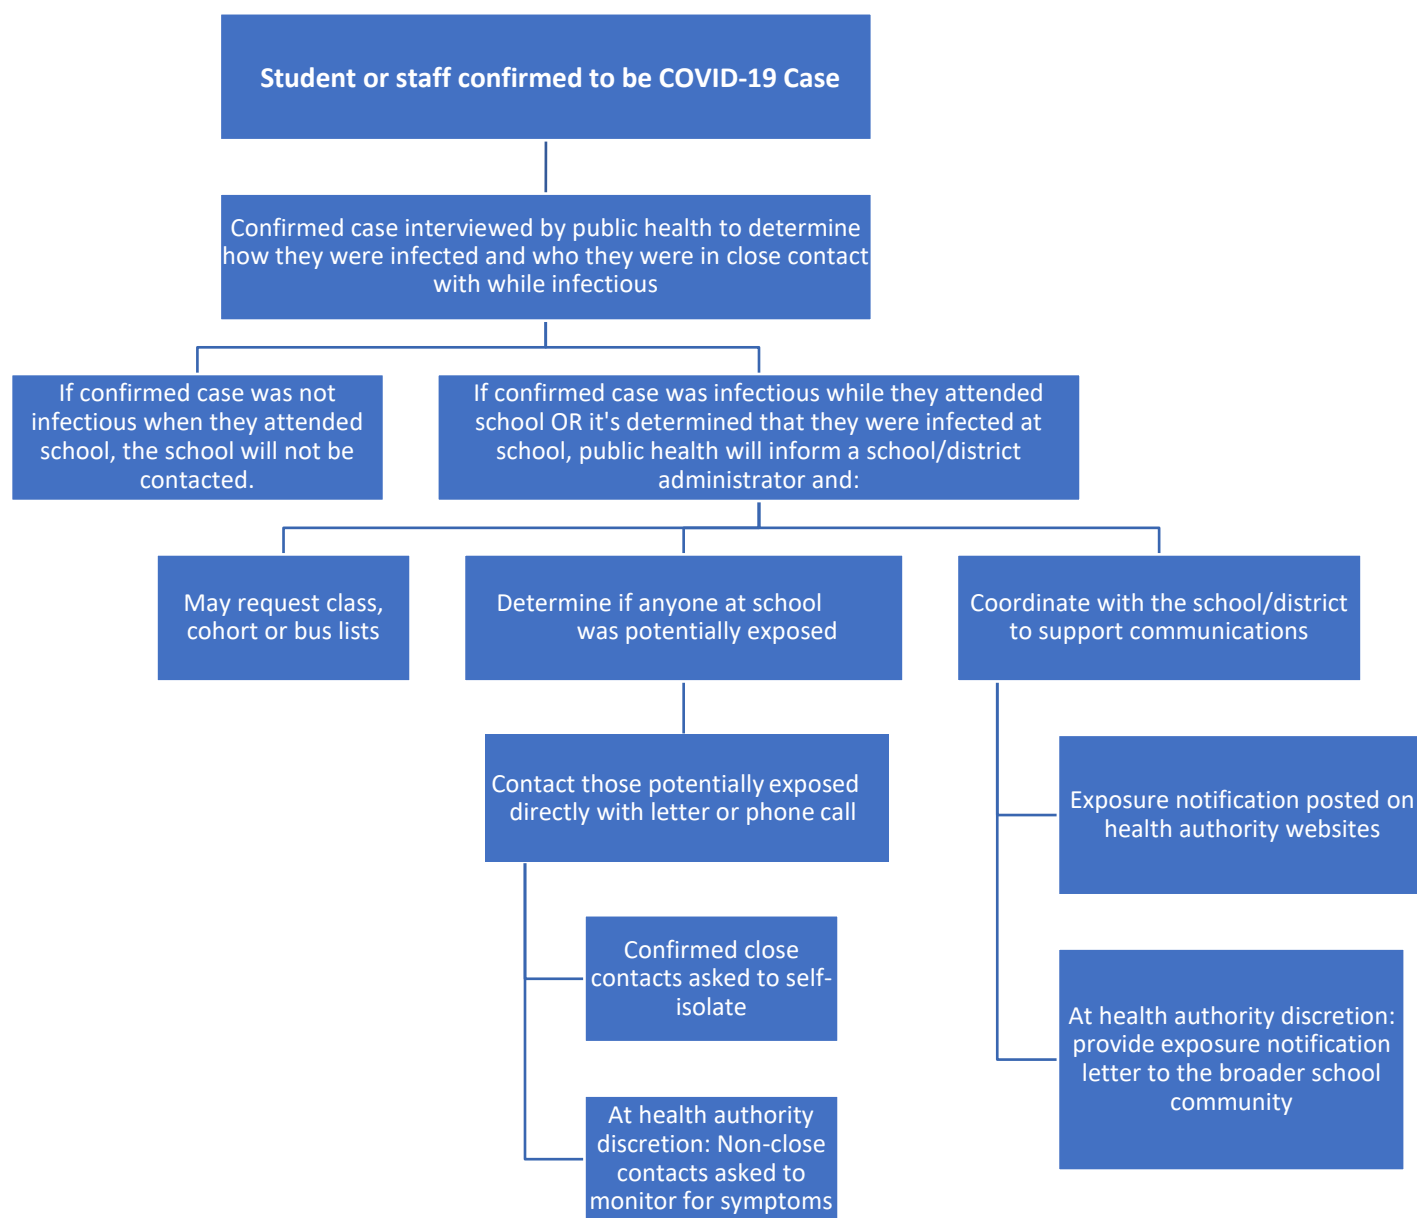 Student or staff confirmed to be COVID-19 Case
Confirmed case interviewed by public health to determine
how they were infected and who they were in close contact
with while infectious
If confirmed case was not
infectious when they attended
school, the school will not be
contacted.
If confirmed case was infectious while they attended
school OR it's determined that they were infected at
school, public health will inform a school/district
administrator and:
May request class,
cohort or bus lists
Determine if anyone at school
was potentially exposed
Coordinate with the school/district
to support communications
Contact those potentially exposed
directly with letter or phone call
Exposure notification posted on
health authority websites
Confirmed close
contacts asked to self-
isolate
At health authority discretion:
provide exposure notification
letter to the broader school
community
At health authority
discretion: Non-close
contacts asked to
monitor for symptoms